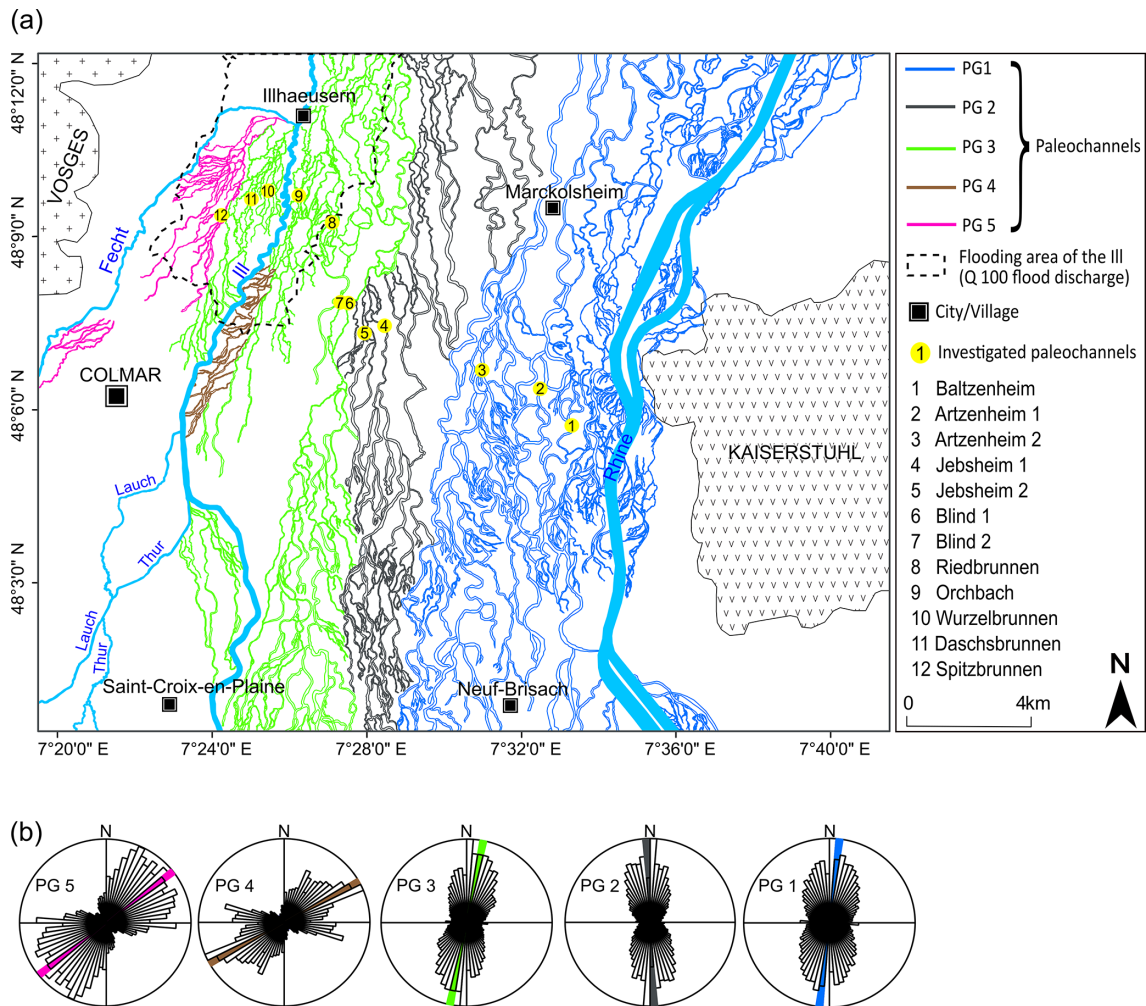 (a)
48°12'0" N
48°9'0" N
48°6'0" N
48°3'0" N
VOSGES
Fecht
Illhaeusern
Ill
COLMAR
Lauch
Thur
Lauch
Thur
Saint-Croix-en-Plaine
Marckolsheim
Neuf-Brisach
Rhine
KAISERSTUHL
12
11
10
9
8
7
6
5
4
3
2
1
7°20'0" E
7°24'0" E
7°28'0" E
7°32'0" E
7°36'0" E
7°40'0" E
PG1
PG 2
PG 3
PG 4
PG 5
Paleochannels
Flooding area of the Ill
(Q 100 flood discharge)
City/Village
1 Investigated paleochannels
1 Baltzenheim
2 Artzenheim 1
3 Artzenheim 2
4 Jebsheim 1
5 Jebsheim 2
6 Blind 1
7 Blind 2
8 Riedbrunnen
9 Orchbach
10 Wurzelbrunnen
11 Daschsbrunnen
12 Spitzbrunnen
N
0 4km
(b)
N
PG 5
N
PG 4
N
PG 3
N
PG 2
N
PG 1